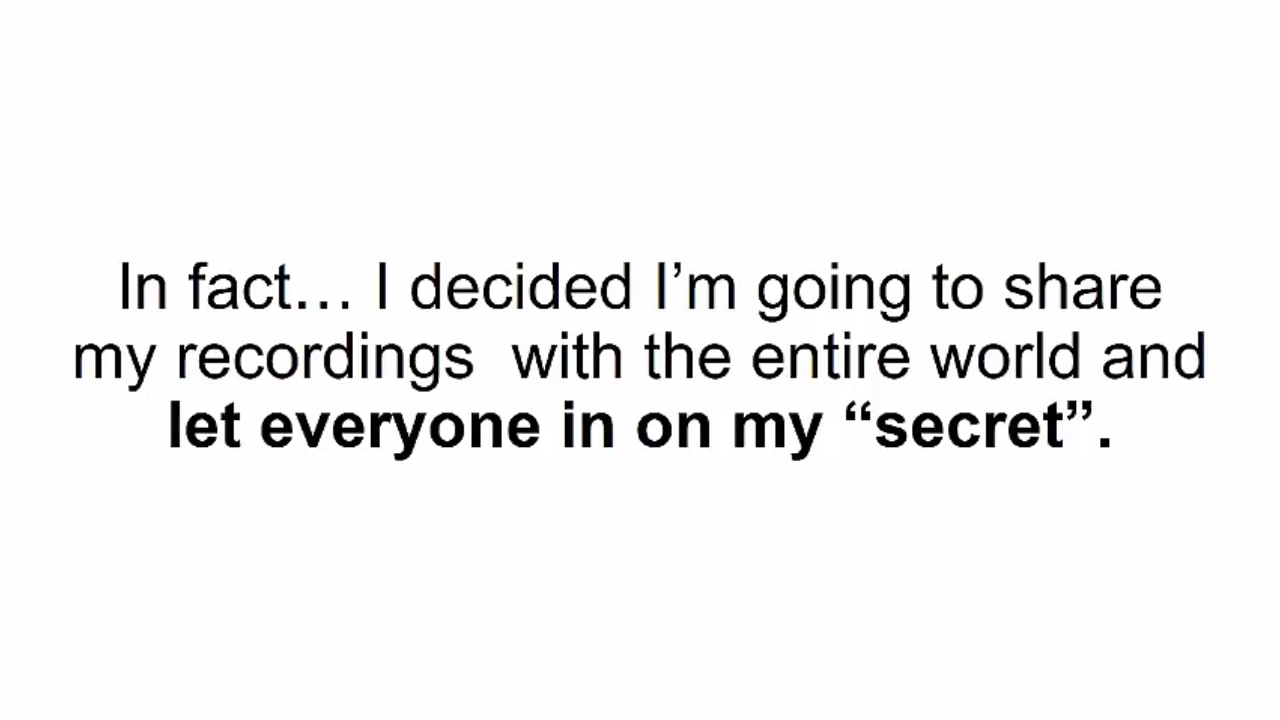 In fact… I decided I’m going to share
my recordings  with the entire world and
let everyone in on my “secret”.